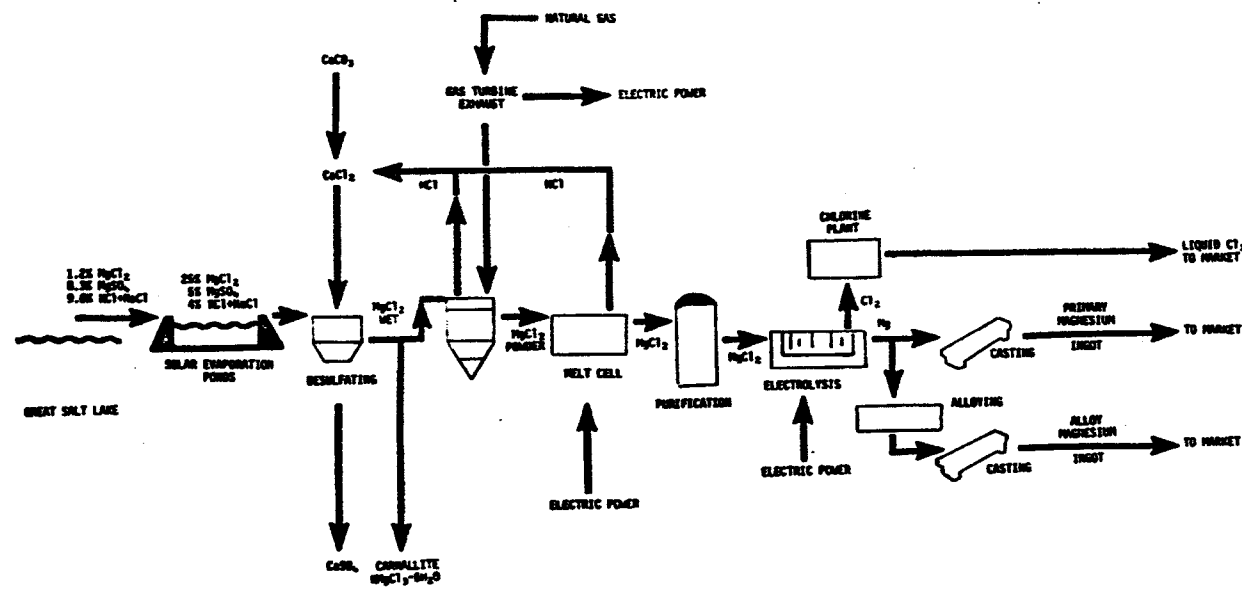 NATURAL GAS
CaCO₃
GAS TURBINE
EXHAUST
ELECTRIC POWER
CaCl₂
HCl
HCl
CHLORINE
PLANT
LIQUID Cl₂
TO MARKET
1.2% MgCl₂
0.3% MgSO₄
9.0% KCl+NaCl
25% MgCl₂
5% MgSO₄
4% KCl+NaCl
MgCl₂
WET
Cl₂
Mg
PRIMARY
MAGNESIUM
INGOT
TO MARKET
MgCl₂
POWDER
MgCl₂
MgCl₂
CASTING
SOLAR EVAPORATION
PONDS
DESULFATING
MELT CELL
PURIFICATION
ELECTROLYSIS
ALLOYING
GREAT SALT LAKE
ALLOY
MAGNESIUM
INGOT
TO MARKET
CASTING
ELECTRIC POWER
ELECTRIC POWER
CaSO₄
CARNALLITE
KMgCl₃-6H₂O